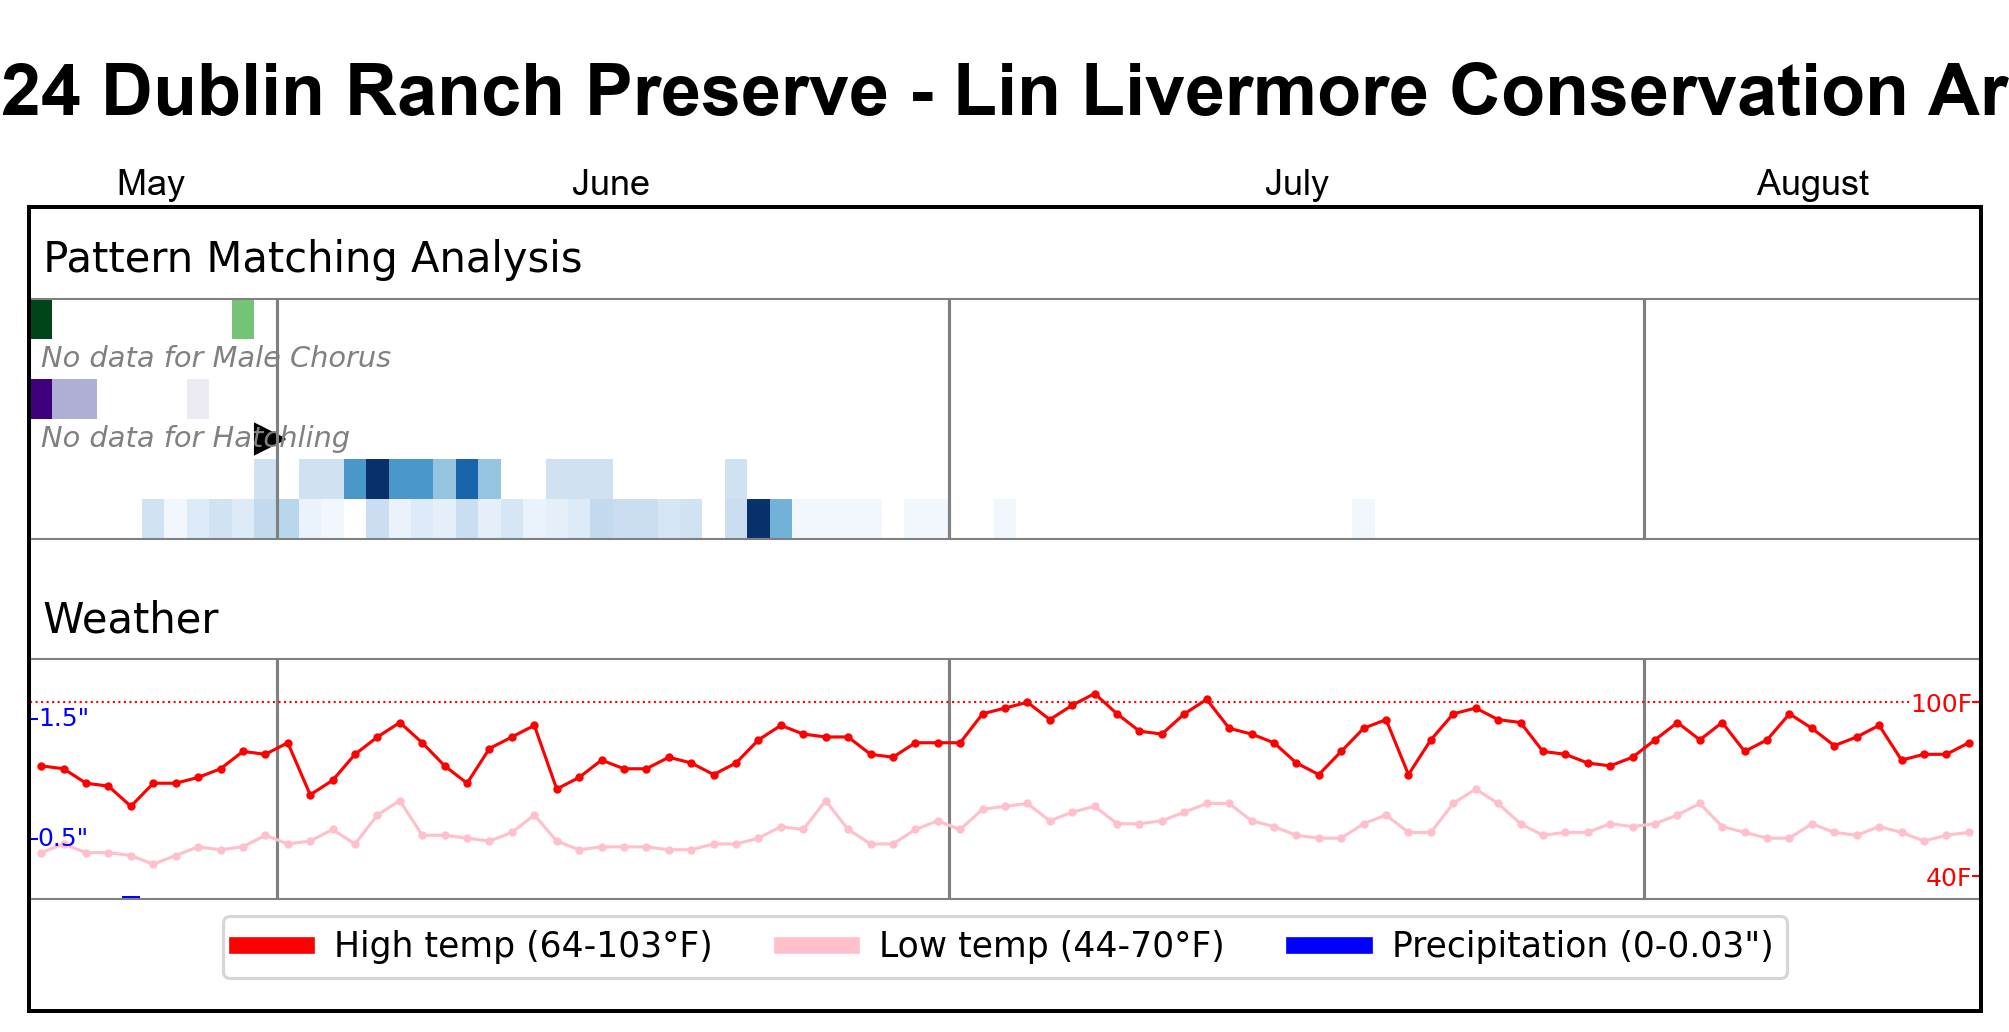 24 Dublin Ranch Preserve - Lin Livermore Conservation Ar
May June July August
Pattern Matching Analysis
No data for Male Chorus
No data for Hatchling
Weather
1.5" 100F
0.5"
40F
High temp (64-103°F) Low temp (44-70°F) Precipitation (0-0.03")